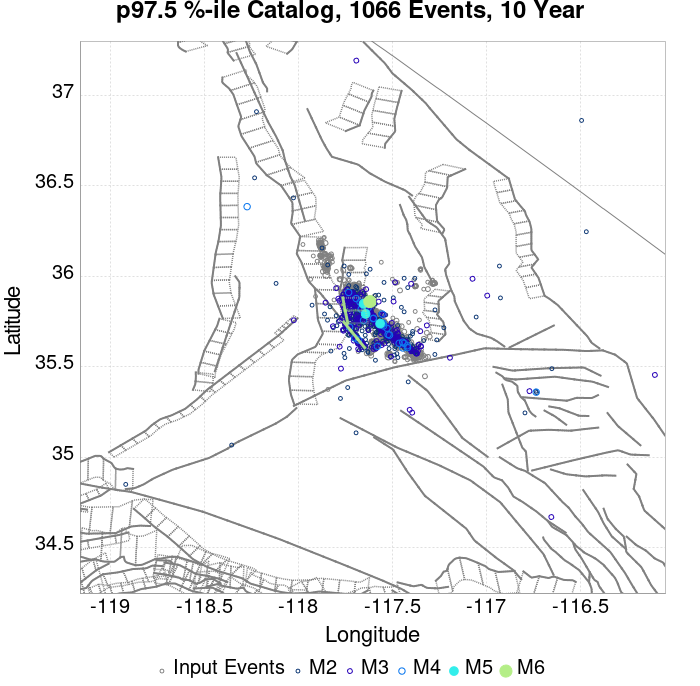 p97.5 %-ile Catalog, 1066 Events, 10 Year
37
36.5
36
35.5
35
34.5
Latitude
-119
-118.5
-118
-117.5
-117
-116.5
Longitude
Input Events
M2
M3
M4
M5
M6